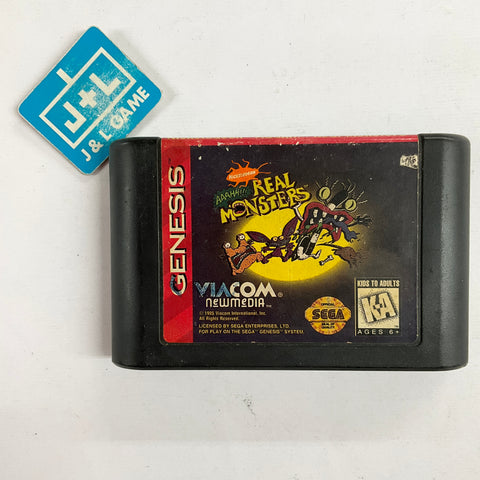 J+L
J & L GAME
GENESIS
NICKELODEON
AAAHH!!!
REAL
MONSTERS
VIACOM®
newmedia™
© 1995 Viacom International, Inc.
All Rights Reserved.
LICENSED BY SEGA ENTERPRISES, LTD.
FOR PLAY ON THE SEGA™ GENESIS™ SYSTEM.
OFFICIAL
SEGA
SEAL OF
QUALITY
KIDS TO ADULTS
K-A
AGES 6+